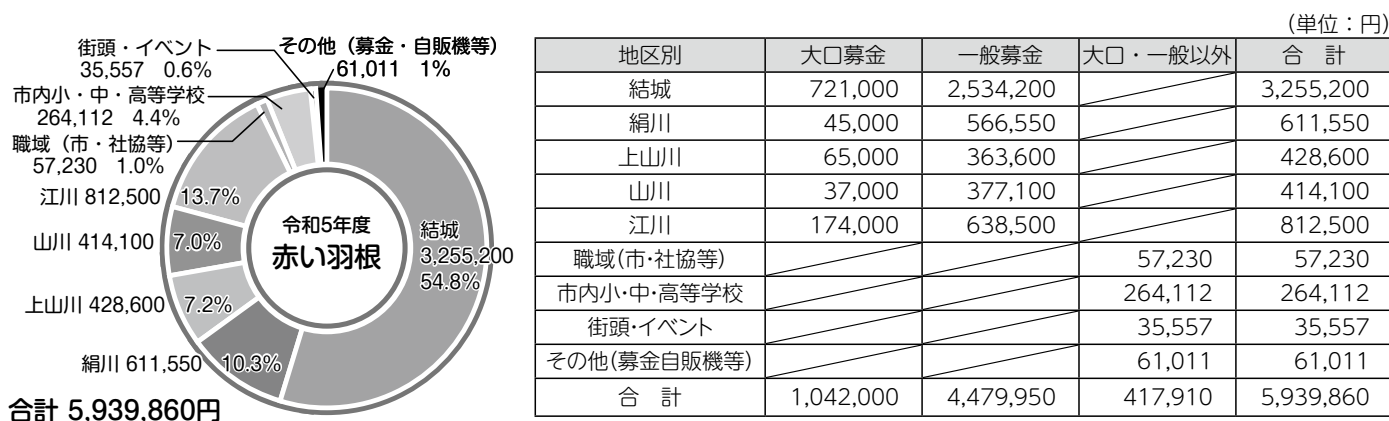 街頭・イベント
35,557 0.6%
その他（募金・自販機等）
61,011 1%
市内小・中・高等学校
264,112 4.4%
職域（市・社協等）
57,230 1.0%
江川 812,500 13.7%
山川 414,100 7.0%
上山川 428,600 7.2%
絹川 611,550 10.3%
結城
3,255,200
54.8%
令和5年度
赤い羽根
合計 5,939,860円
（単位：円）
地区別 大口募金 一般募金 大口・一般以外 合 計
結城 721,000 2,534,200 3,255,200
絹川 45,000 566,550 611,550
上山川 65,000 363,600 428,600
山川 37,000 377,100 414,100
江川 174,000 638,500 812,500
職域(市･社協等) 57,230 57,230
市内小･中･高等学校 264,112 264,112
街頭･イベント 35,557 35,557
その他(募金自販機等) 61,011 61,011
合 計 1,042,000 4,479,950 417,910 5,939,860